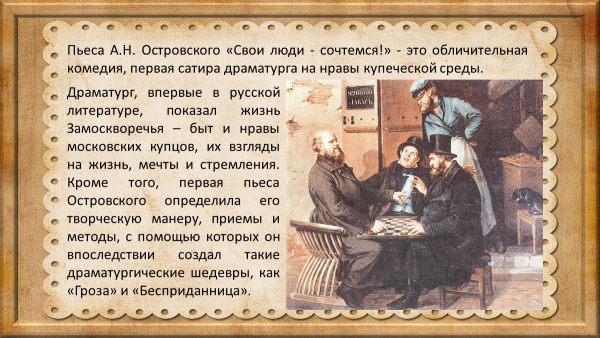 Пьеса А.Н. Островского «Свои люди - сочтемся!» - это обличительная
комедия, первая сатира драматурга на нравы купеческой среды.
Драматург, впервые в русской
литературе, показал жизнь
Замоскворечья – быт и нравы
московских купцов, их взгляды
на жизнь, мечты и стремления.
Кроме того, первая пьеса
Островского определила его
творческую манеру, приемы и
методы, с помощью которых он
впоследствии создал такие
драматургические шедевры, как
«Гроза» и «Бесприданница».